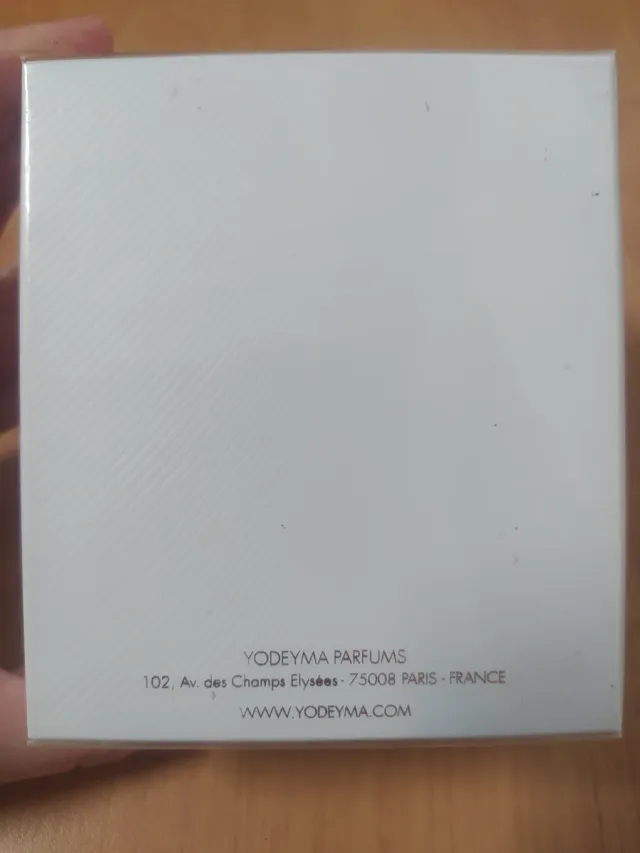 YODEYMA PARFUMS
102, Av. des Champs Elysées - 75008 PARIS - FRANCE
WWW.YODEYMA.COM